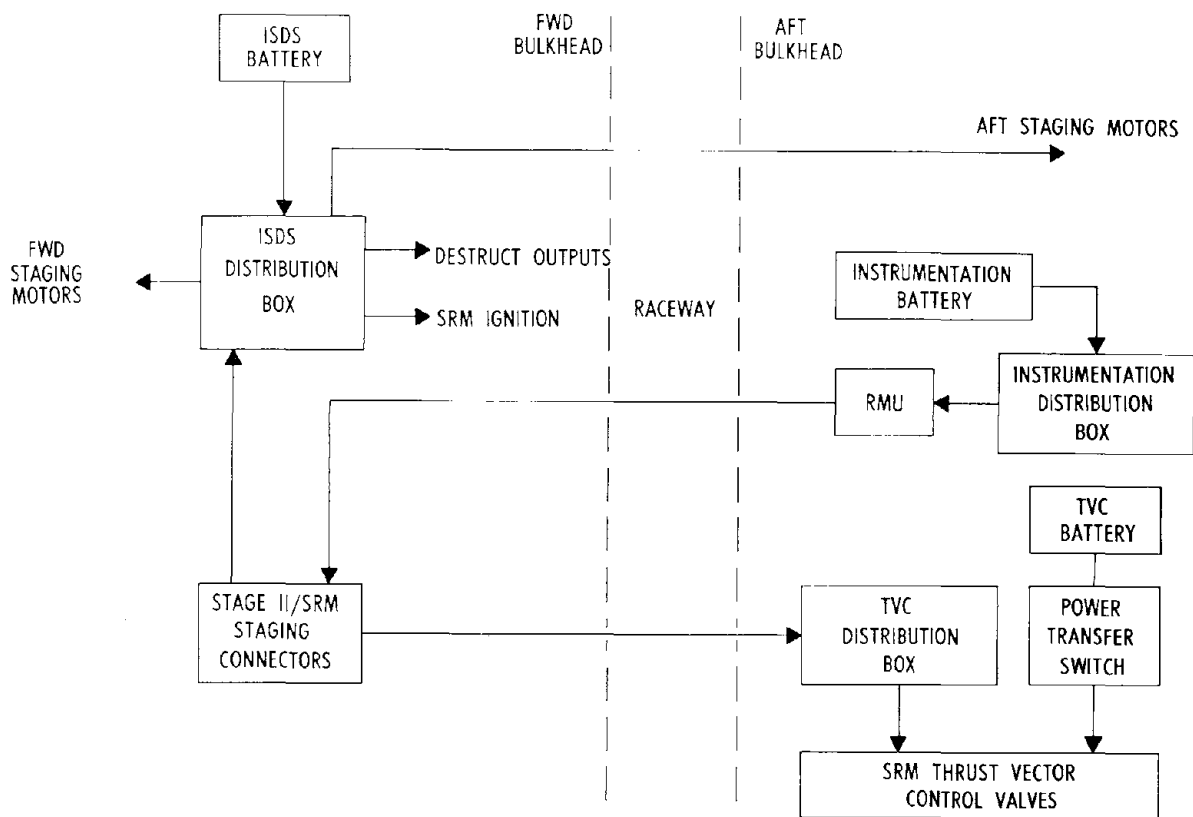 ISDS
BATTERY
FWD
BULKHEAD
AFT
BULKHEAD
AFT STAGING MOTORS
FWD
STAGING
MOTORS
ISDS
DISTRIBUTION
BOX
DESTRUCT OUTPUTS
SRM IGNITION
RACEWAY
INSTRUMENTATION
BATTERY
RMU
INSTRUMENTATION
DISTRIBUTION
BOX
TVC
BATTERY
STAGE II/SRM
STAGING
CONNECTORS
TVC
DISTRIBUTION
BOX
POWER
TRANSFER
SWITCH
SRM THRUST VECTOR
CONTROL VALVES